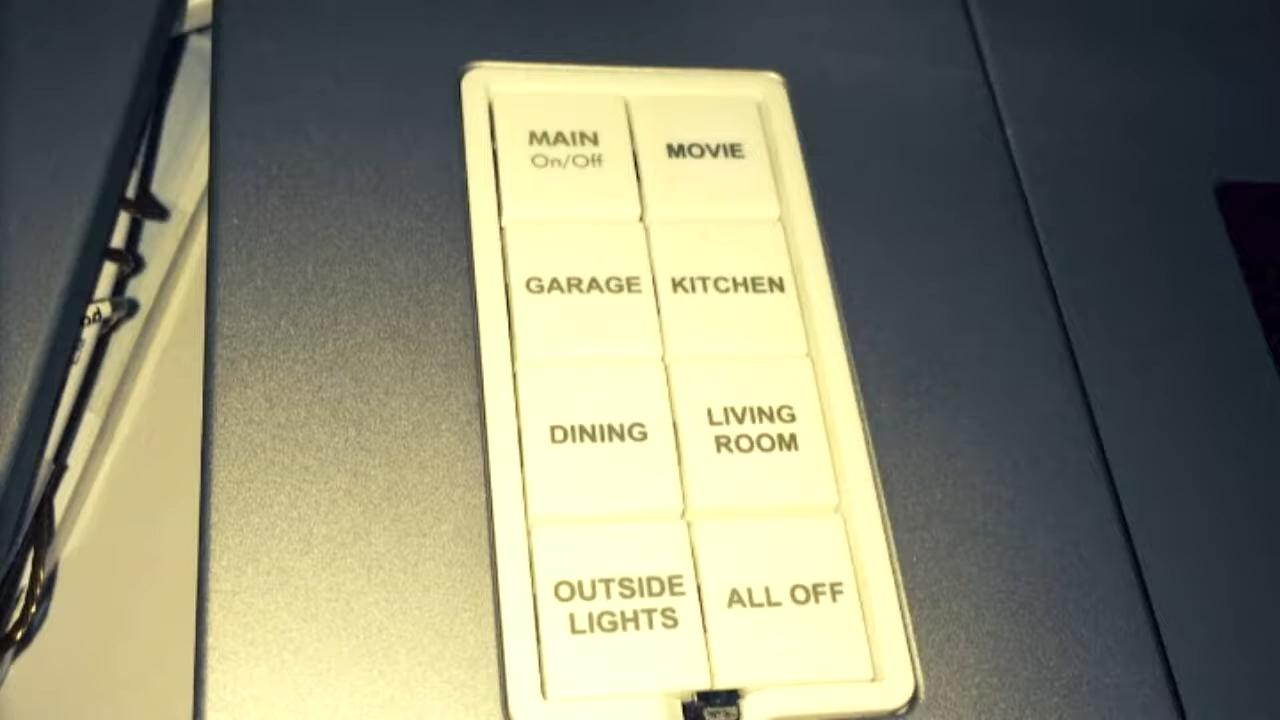 MAIN
On/Off
MOVIE
GARAGE
KITCHEN
DINING
LIVING
ROOM
OUTSIDE
LIGHTS
ALL OFF